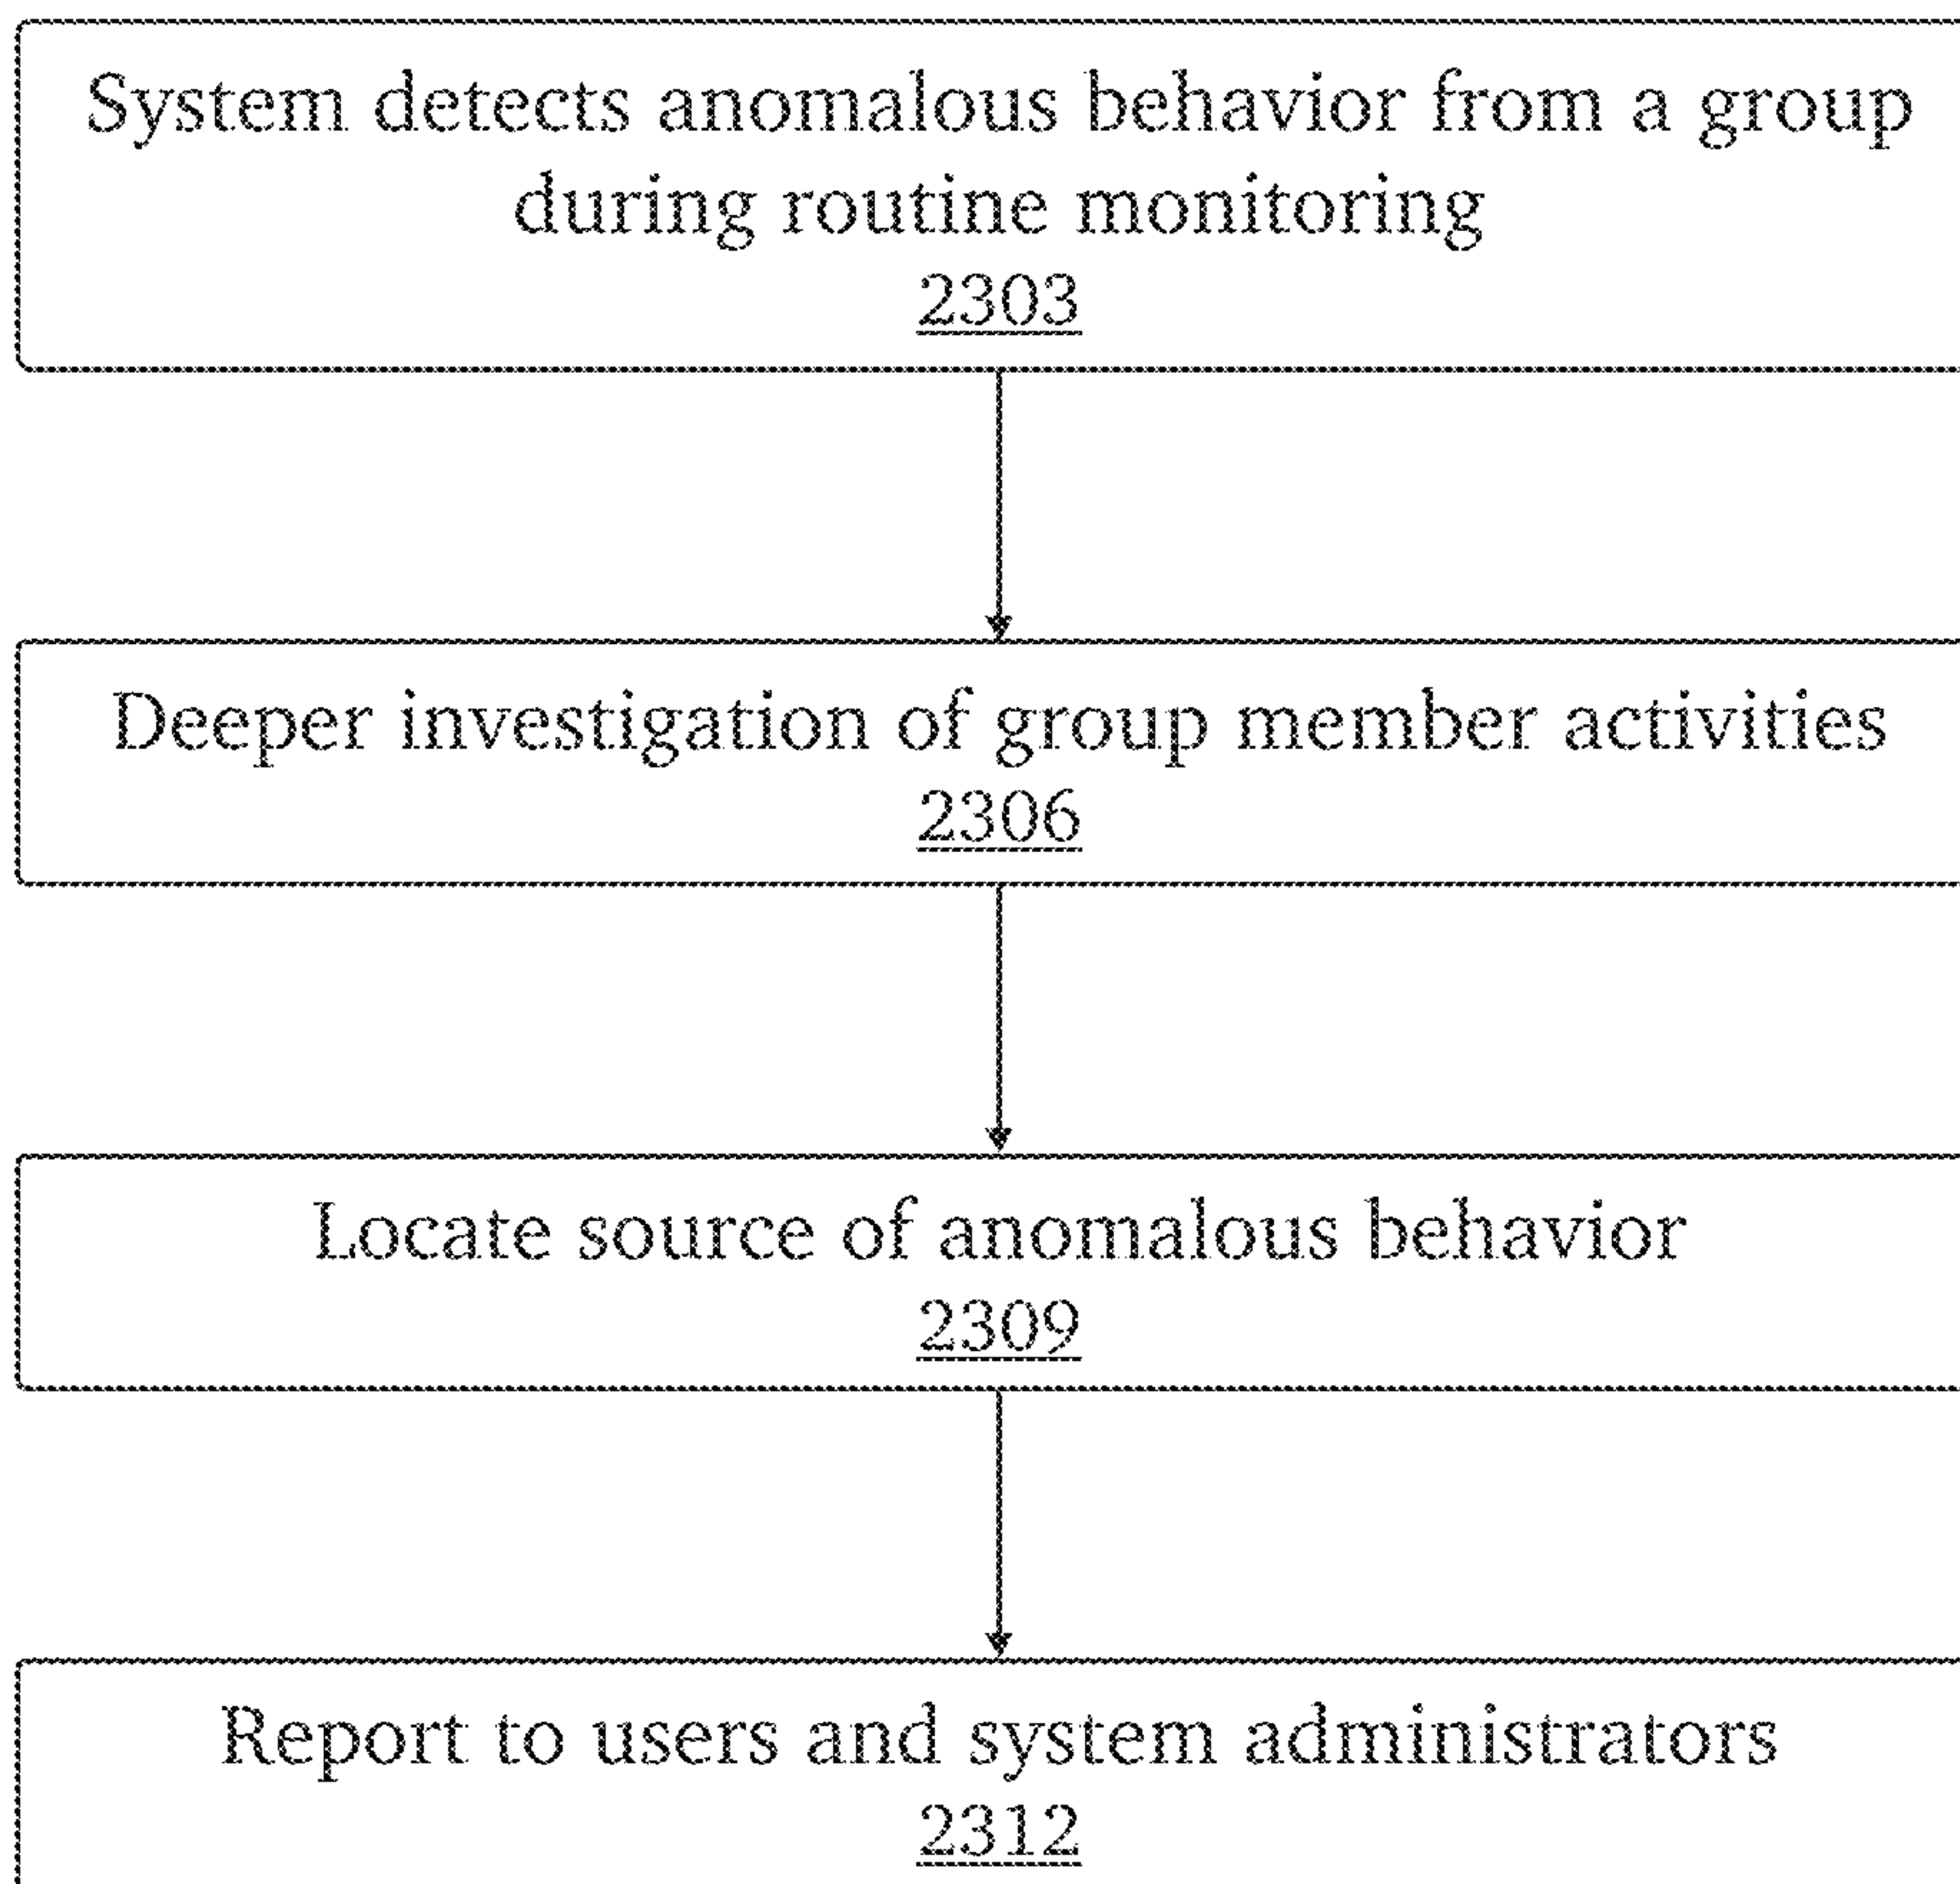 System detects anomalous behavior from a group
during routine monitoring
2303
Deeper investigation of group member activities
2306
Locate source of anomalous behavior
2309
Report to users and system administrators
2312